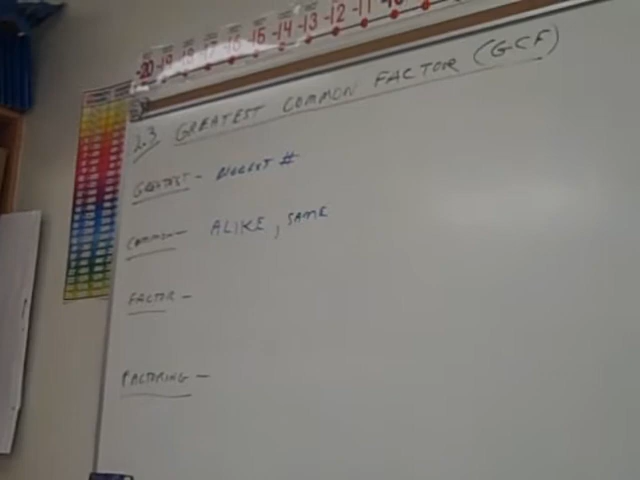 -20 -19 -18 -17 -16 -15 -14 -13 -12 -11
2.3 GREATEST COMMON FACTOR (GCF)
GREATEST - BIGGEST #
COMMON - ALIKE, SAME
FACTOR -
FACTORING -